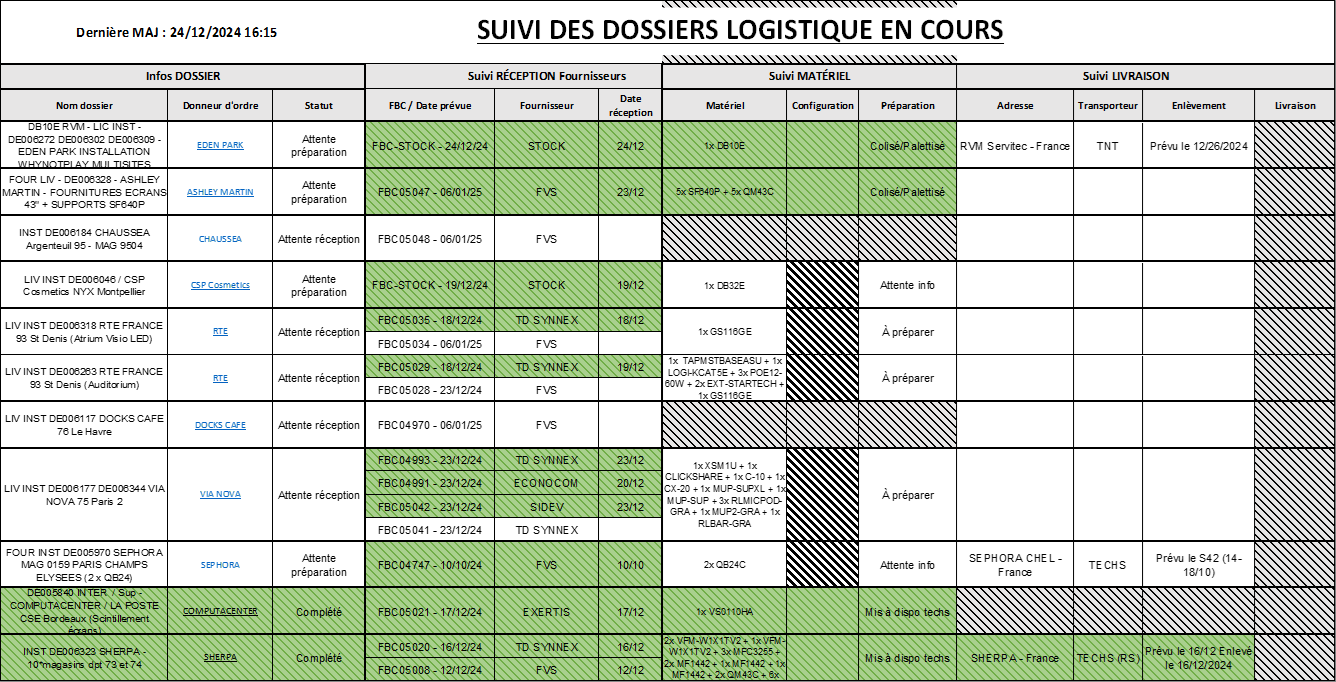 Dernière MAJ : 24/12/2024 16:15
SUIVI DES DOSSIERS LOGISTIQUE EN COURS
Infos DOSSIER
Suivi RÉCEPTION Fournisseurs
Suivi MATÉRIEL
Suivi LIVRAISON
Nom dossier
Donneur d'ordre
Statut
FBC / Date prévue
Fournisseur
Date
réception
Matériel
Configuration
Préparation
Adresse
Transporteur
Enlèvement
Livraison
DB10E RVM - LIC INST -
DE006272 DE006302 DE006309 -
EDEN PARK INSTALLATION
WHYNOTPLAY MULTISITES
EDEN PARK
Attente
préparation
FBC-STOCK - 24/12/24
STOCK
24/12
1x DB10E
Colisé/Palettisé
RVM Servitec - France
TNT
Prévu le 12/26/2024
FOUR LIV - DE006328 - ASHLEY
MARTIN - FOURNITURES ECRANS
43" + SUPPORTS SF640P
ASHLEY MARTIN
Attente
préparation
FBC05047 - 06/01/25
FVS
23/12
5x SF640P + 5x QM43C
Colisé/Palettisé
INST DE006184 CHAUSSEA
Argenteuil 95 - MAG 9504
CHAUSSEA
Attente réception
FBC05048 - 06/01/25
FVS
LIV INST DE006046 / CSP
Cosmetics NYX Montpellier
CSP Cosmetics
Attente
préparation
FBC-STOCK - 19/12/24
STOCK
19/12
1x DB32E
Attente info
LIV INST DE006318 RTE FRANCE
93 St Denis (Atrium Visio LED)
RTE
Attente réception
FBC05035 - 18/12/24
TD SYNNEX
18/12
FBC05034 - 06/01/25
FVS
1x GS116GE
À préparer
LIV INST DE006263 RTE FRANCE
93 St Denis (Auditorium)
RTE
Attente réception
FBC05029 - 18/12/24
TD SYNNEX
19/12
FBC05028 - 23/12/24
FVS
1x TAPMSTBASEASU + 1x
LOGI-KCAT5E + 3x POE12-
60W + 2x EXT-STARTECH +
1x GS116GE
À préparer
LIV INST DE006117 DOCKS CAFE
76 Le Havre
DOCKS CAFE
Attente réception
FBC04970 - 06/01/25
FVS
LIV INST DE006177 DE006344 VIA
NOVA 75 Paris 2
VIA NOVA
Attente réception
FBC04993 - 23/12/24
TD SYNNEX
23/12
FBC04991 - 23/12/24
ECONOCOM
20/12
FBC05042 - 23/12/24
SIDEV
23/12
FBC05041 - 23/12/24
TD SYNNEX
1x XSM1U + 1x
CLICKSHARE + 1x C-10 + 1x
CX-20 + 1x MUP-SUPXL + 1x
MUP-SUP + 3x RLMICPOD-
GRA + 1x MUP2-GRA + 1x
RLBAR-GRA
À préparer
FOUR INST DE005970 SEPHORA
MAG 0159 PARIS CHAMPS
ELYSEES (2 x QB24)
SEPHORA
Attente
préparation
FBC04747 - 10/10/24
FVS
10/10
2x QB24C
Attente info
SEPHORA CHEL -
France
TECHS
Prévu le S42 (14-
18/10)
DE005840 INTER / Sup -
COMPUTACENTER / LA POSTE
CSE Bordeaux (Scintillement
écrans)
COMPUTACENTER
Complété
FBC05021 - 17/12/24
EXERTIS
17/12
1x VS0110HA
Mis à dispo techs
INST DE006323 SHERPA -
10*magasins dpt 73 et 74
SHERPA
Complété
FBC05020 - 16/12/24
TD SYNNEX
16/12
FBC05008 - 12/12/24
FVS
12/12
2x VFM-W1X1TV2 + 1x VFM-
W1X1TV2 + 3x MFC3255 +
2x MF1442 + 1x MF1442 + 1x
MF1442 + 2x QM43C + 6x
Mis à dispo techs
SHERPA - France
TECHS (RS)
Prévu le 16/12 Enlevé
le 16/12/2024